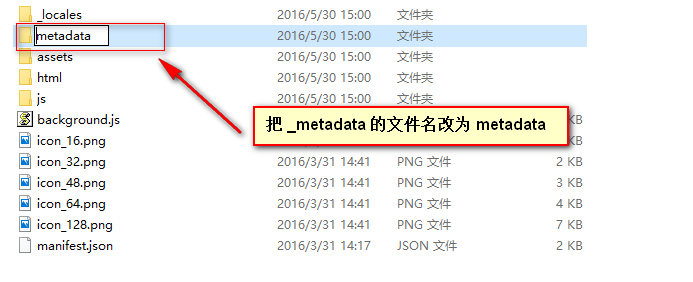 _locales 2016/5/30 15:00 文件夹
metadata 2016/5/30 15:00 文件夹
assets 2016/5/30 15:00 文件夹
html 2016/5/30 15:00 文件夹
js 2016/5/30 15:00 文件夹
background.js KB
把 _metadata 的文件名改为 metadata
icon_16.png KB
icon_32.png 2016/3/31 14:41 PNG 文件 2 KB
icon_48.png 2016/3/31 14:41 PNG 文件 3 KB
icon_64.png 2016/3/31 14:41 PNG 文件 4 KB
icon_128.png 2016/3/31 14:41 PNG 文件 7 KB
manifest.json 2016/3/31 14:17 JSON 文件 2 KB